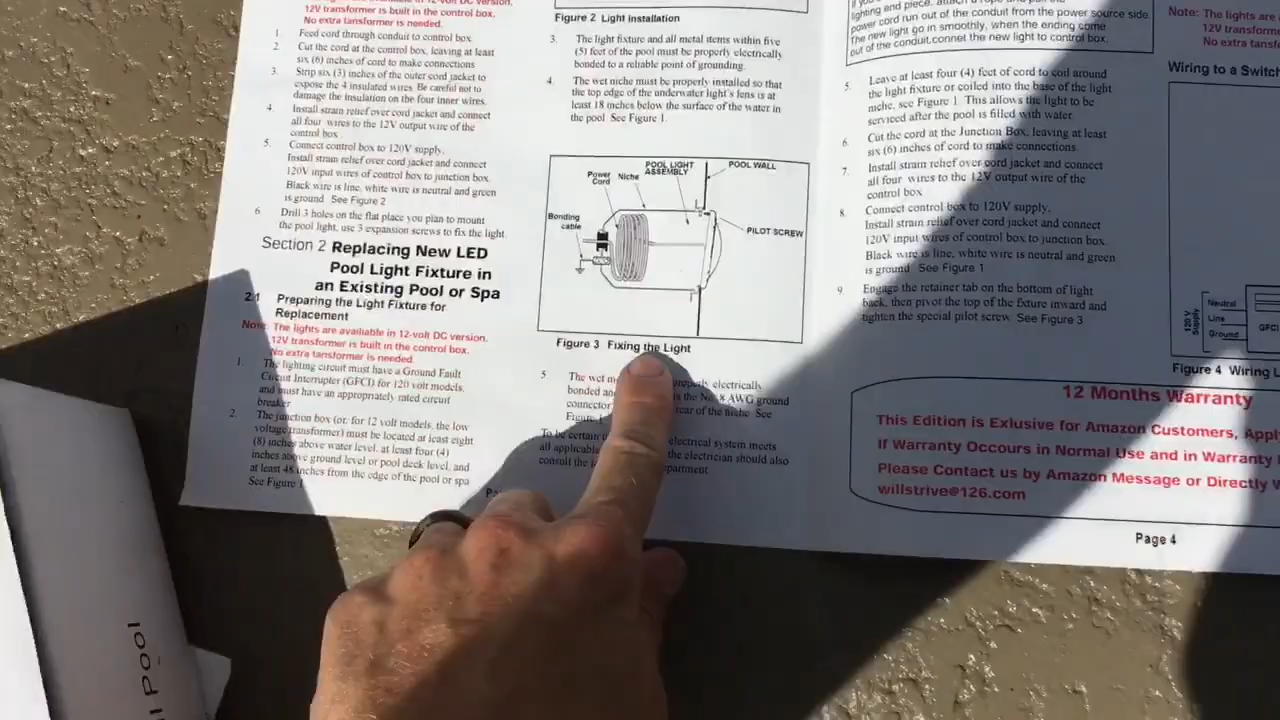 12V transformer is built in the control box.
No extra tansformer is needed.
1. Feed cord through conduit to control box
2. Cut the cord at the control box, leaving at least
six (6) inches of cord to make connections
3. Strip six (3) inches of the outer cord jacket to
expose the 4 insulated wires. Be careful not to
damage the insulation on the four inner wires.
4. Install strain relief over cord jacket and connect
all four wires to the 12V output wire of the
control box
5. Connect control box to 120V supply.
Install strain relief over cord jacket and connect
120V input wires of control box to junction box.
Black wire is line, white wire is neutral and green
is ground See Figure 2
6 Drill 3 holes on the flat place you plan to mount
the pool light, use 3 expansion screws to fix the light
Section 2 Replacing New LED
Pool Light Fixture in
an Existing Pool or Spa
2.1 Preparing the Light Fixture for
Replacement
Note: The lights are availiable in 12-volt DC version.
12V transformer is built in the control box.
No extra tansformer is needed.
1. The lighting circuit must have a Ground Fault
Circuit Interrupter (GFCI) for 120 volt models,
and must have an appropriately rated circuit
breaker
2. The junction box (or: for 12 volt models, the low
voltage transformer) must be located at least eight
(8) inches above water level, at least four (4)
inches above ground level or pool deck level, and
at least 48 inches from the edge of the pool or spa
See Figure 1
Figure 2 Light Installation
3. The light fixture and all metal items within five
(5) feet of the pool must be properly electrically
bonded to a reliable point of grounding.
4. The wet niche must be properly installed so that
the top edge of the underwater light's lens is at
least 18 inches below the surface of the water in
the pool See Figure 1.
Power
Cord
Niche
POOL LIGHT
ASSEMBLY
POOL WALL
Bonding
cable
PILOT SCREW
Figure 3 Fixing the Light
5 The wet properly electrically
bonded the No. 8 AWG ground
connector rear of the niche See
Figure 1
To be certain electrical system meets
all applicable the electrician should also
consult the
lighting and piece, attach a
power cord run out of the conduit from the power source side.
The new light go in smoothly, when the ending come
out of the conduit,connet the new light to control box.
5. Leave at least four (4) feet of cord to coil around
the light fixture or coiled into the base of the light
niche, see Figure 1. This allows the light to be
serviced after the pool is filled with water
6. Cut the cord at the Junction Box, leaving at least
six (6) inches of cord to make connections.
7. Install strain relief over cord jacket and connect
all four wires to the 12V output wire of the
control box
8. Connect control box to 120V supply.
Install strain relief over cord jacket and connect
120V input wires of control box to junction box.
Black wire is line, white wire is neutral and green
is ground See Figure 1
9 Engage the retainer tab on the bottom of light
back, then pivot the top of the fixture inward and
tighten the special pilot screw See Figure 3
Note: The lights are
12V transforme
No extra tansf
Wiring to a Switch
120 V
Supply
Neutral
Line
Ground
GFCI
Figure 4 Wiring L
12 Months Warranty
This Edition is Exlusive for Amazon Customers, Appl
If Warranty Occours in Normal Use and in Warranty
Please Contact us by Amazon Message or Directly
willstrive@126.com
Page 4
l pool